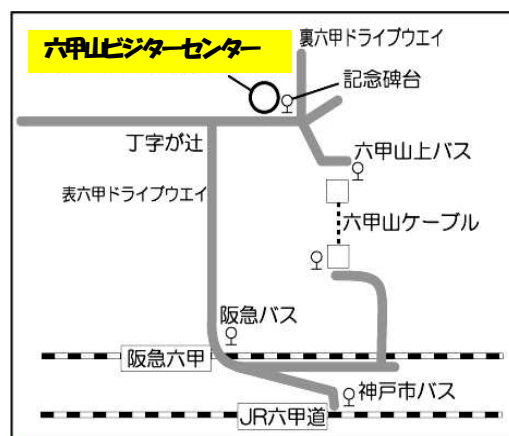 六甲山ビジターセンター
裏六甲ドライブウエイ
記念碑台
丁字が辻
六甲山上バス
表六甲ドライブウエイ
六甲山ケーブル
阪急バス
阪急六甲
神戸市バス
JR六甲道